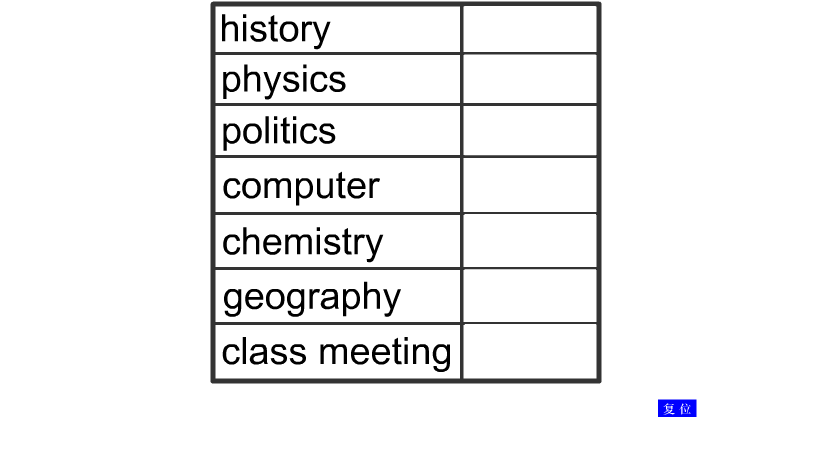 history
physics
politics
computer
chemistry
geography
class meeting
复位